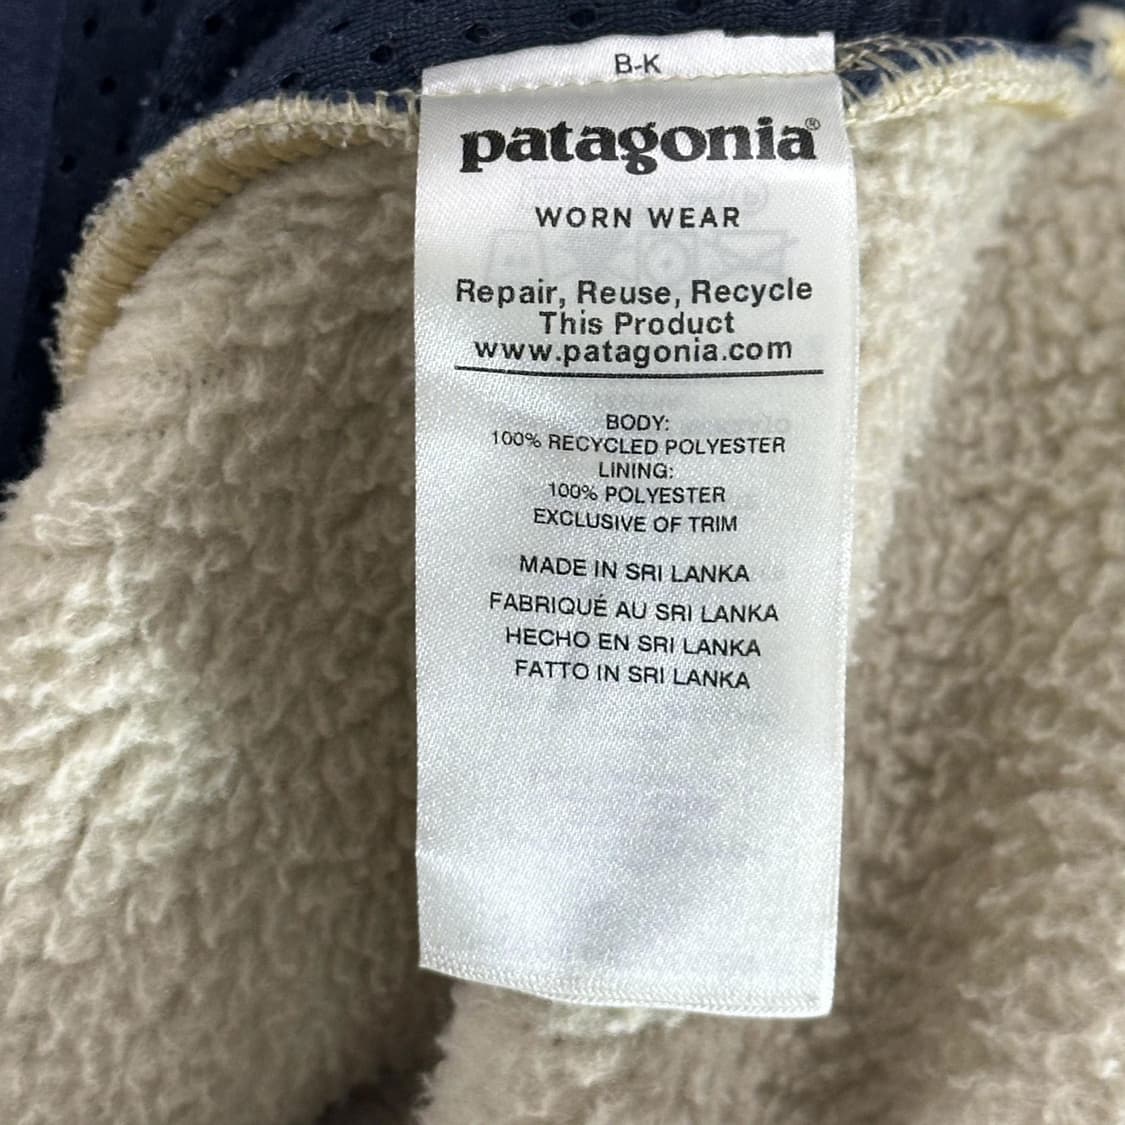 B-K
patagonia®
WORN WEAR
Repair, Reuse, Recycle
This Product
www.patagonia.com
BODY:
100% RECYCLED POLYESTER
LINING:
100% POLYESTER
EXCLUSIVE OF TRIM
MADE IN SRI LANKA
FABRIQUÉ AU SRI LANKA
HECHO EN SRI LANKA
FATTO IN SRI LANKA